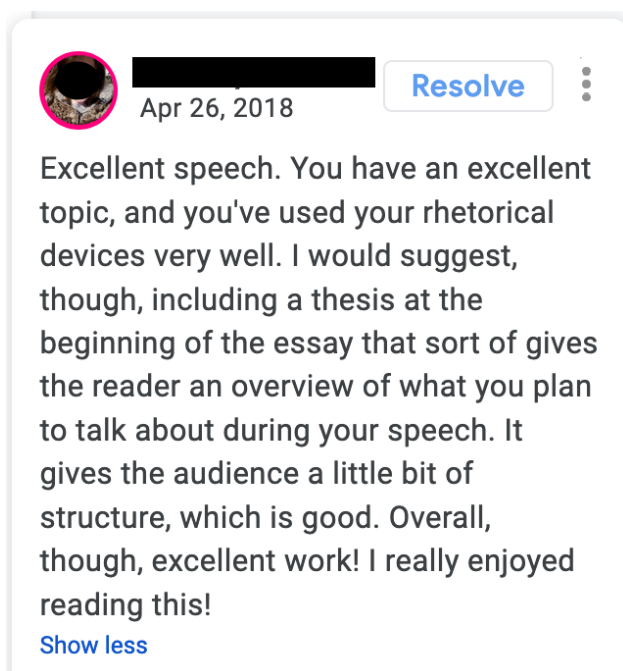 Resolve
Apr 26, 2018
Excellent speech. You have an excellent
topic, and you've used your rhetorical
devices very well. I would suggest,
though, including a thesis at the
beginning of the essay that sort of gives
the reader an overview of what you plan
to talk about during your speech. It
gives the audience a little bit of
structure, which is good. Overall,
though, excellent work! I really enjoyed
reading this!
Show less